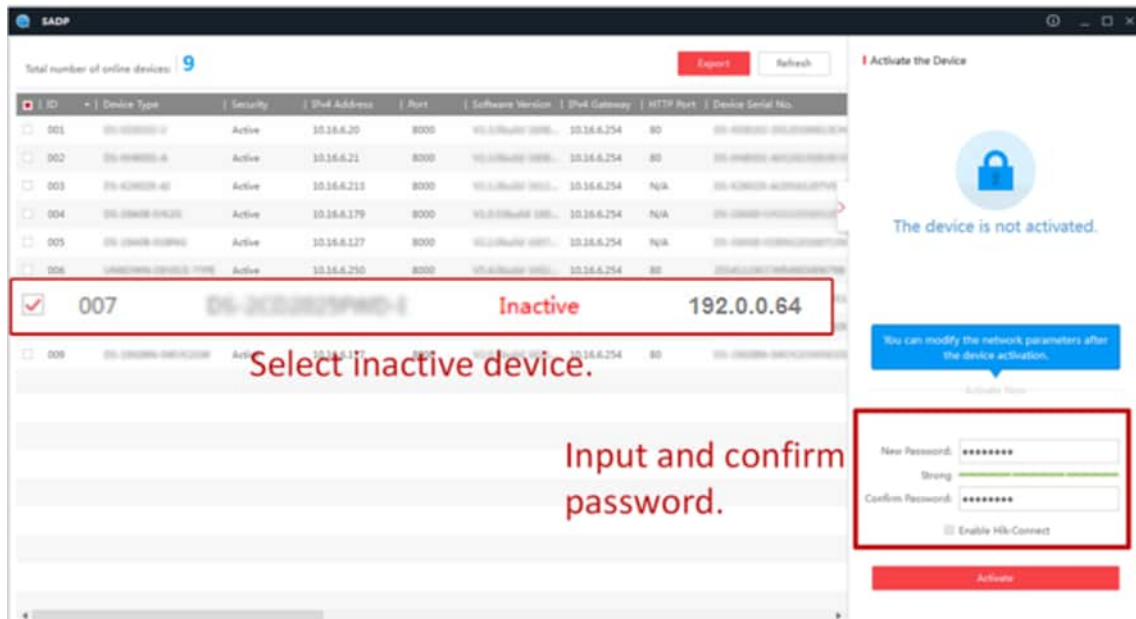 SADP
Total number of online devices: 9
Export
Refresh
ID | Device Type | Security | IPv4 Address | Port | Software Version | IPv4 Gateway | HTTP Port | Device Serial No.
001 Active 10.16.6.20 8000 10.16.6.254 80
002 Active 10.16.6.21 8000 10.16.6.254 80
003 Active 10.16.6.213 8000 10.16.6.254 N/A
004 Active 10.16.6.179 8000 10.16.6.254 N/A
005 Active 10.16.6.127 8000 10.16.6.254 N/A
006 Active 10.16.6.250 8000 10.16.6.254 80
007 Inactive 192.0.0.64
009 10.16.6.254 80
Select inactive device.
Input and confirm
password.
Activate the Device
The device is not activated.
You can modify the network parameters after
the device activation.
Activate Now
New Password: ••••••••
Strong
Confirm Password: ••••••••
Enable Hik-Connect
Activate